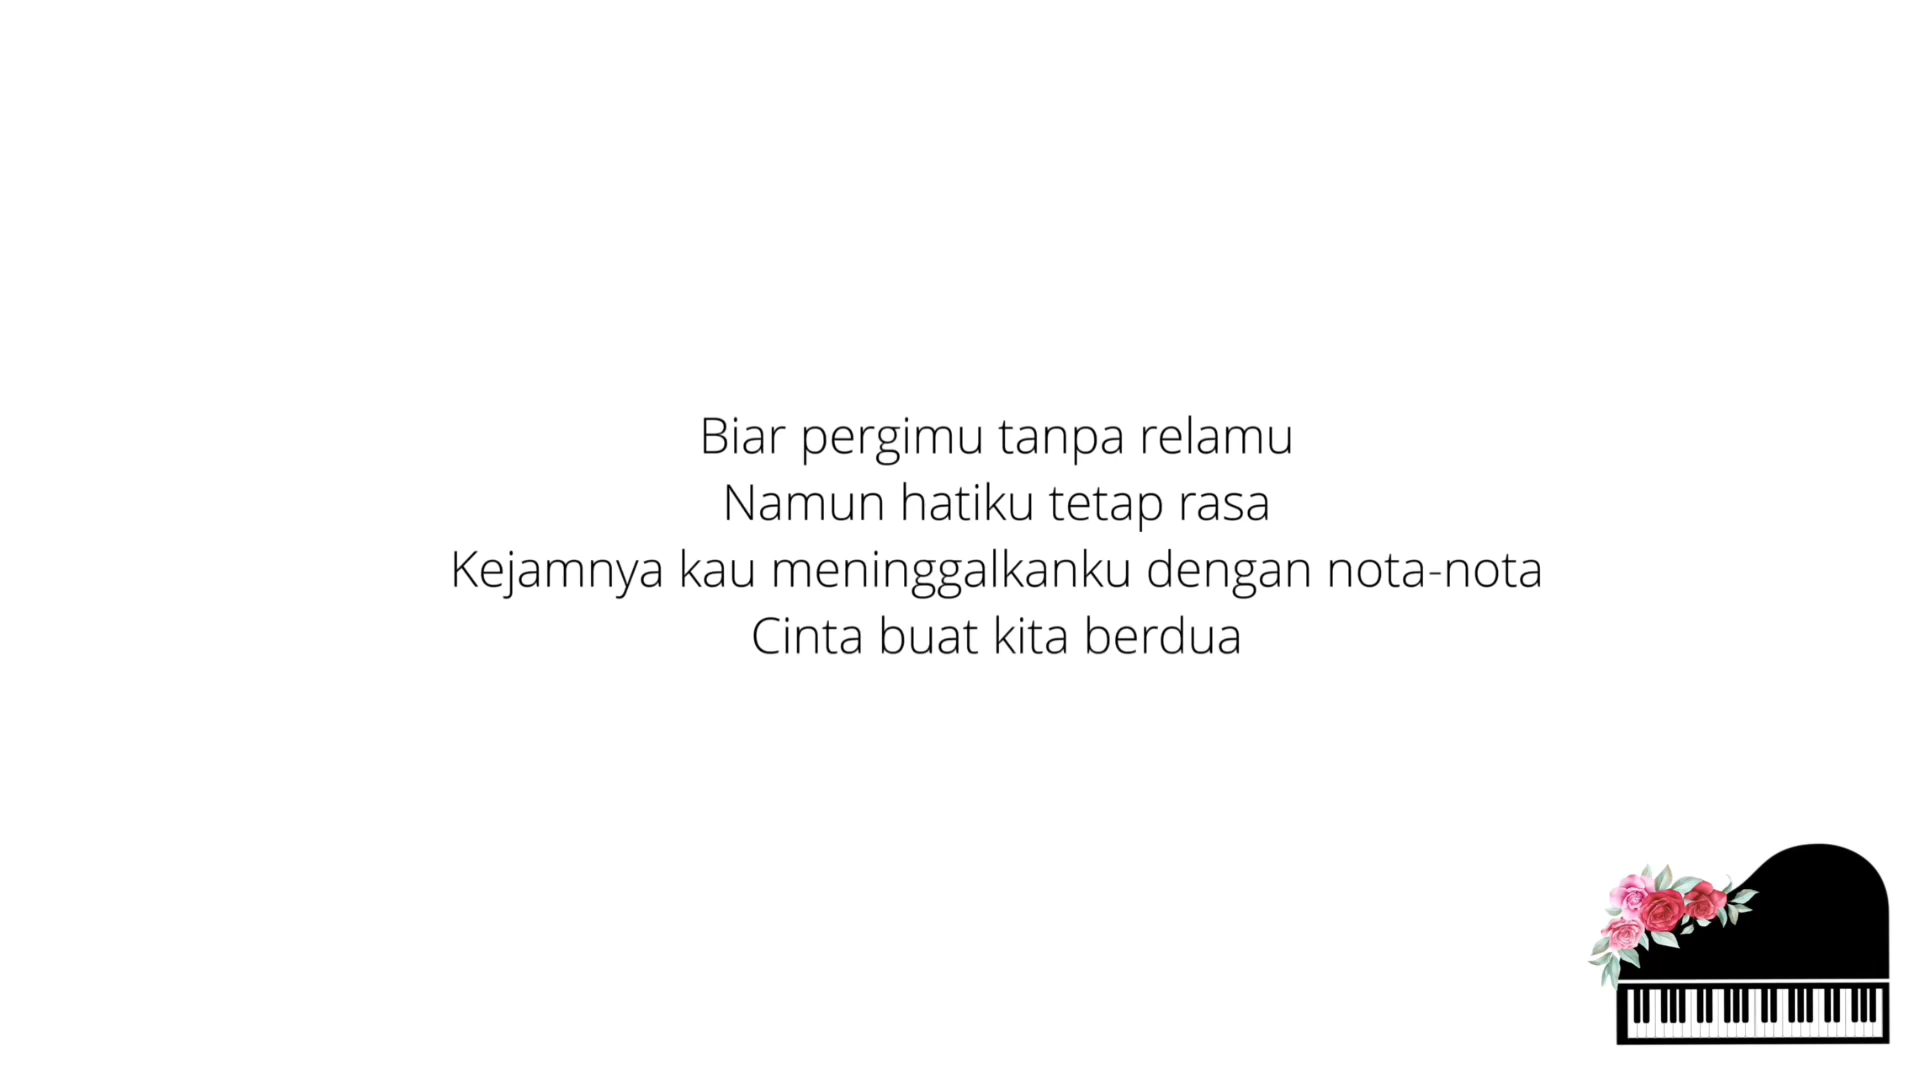 Biar pergimu tanpa relamu
Namun hatiku tetap rasa
Kejamnya kau meninggalkanku dengan nota-nota
Cinta buat kita berdua